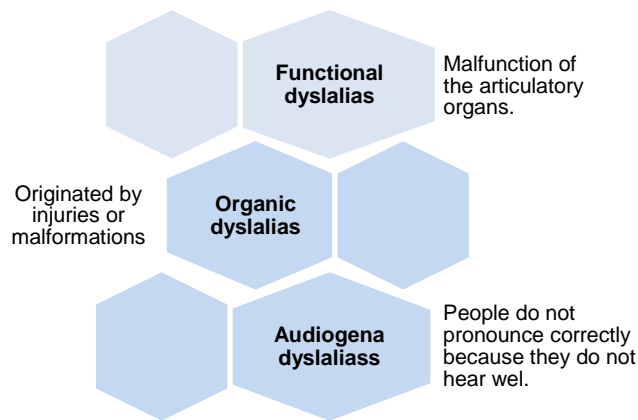 Functional
dyslalias
Malfunction of
the articulatory
organs.
Originated by
injuries or
malformations
Organic
dyslalias
Audiogena
dyslaliass
People do not
pronounce correctly
because they do not
hear wel.